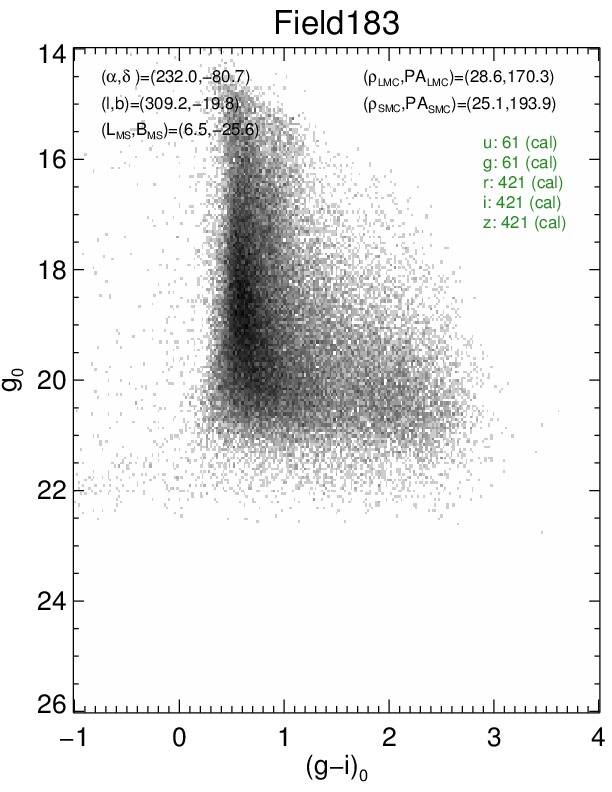 Field183
(α,δ )=(232.0,−80.7)
(ρLMC,PALMC)=(28.6,170.3)
(l,b)=(309.2,−19.8)
(ρSMC,PASMC)=(25.1,193.9)
(LMS,BMS)=(6.5,−25.6)
u: 61 (cal)
g: 61 (cal)
r: 421 (cal)
i: 421 (cal)
z: 421 (cal)
14
16
18
20
22
24
26
g0
−1 0 1 2 3 4
(g−i)0